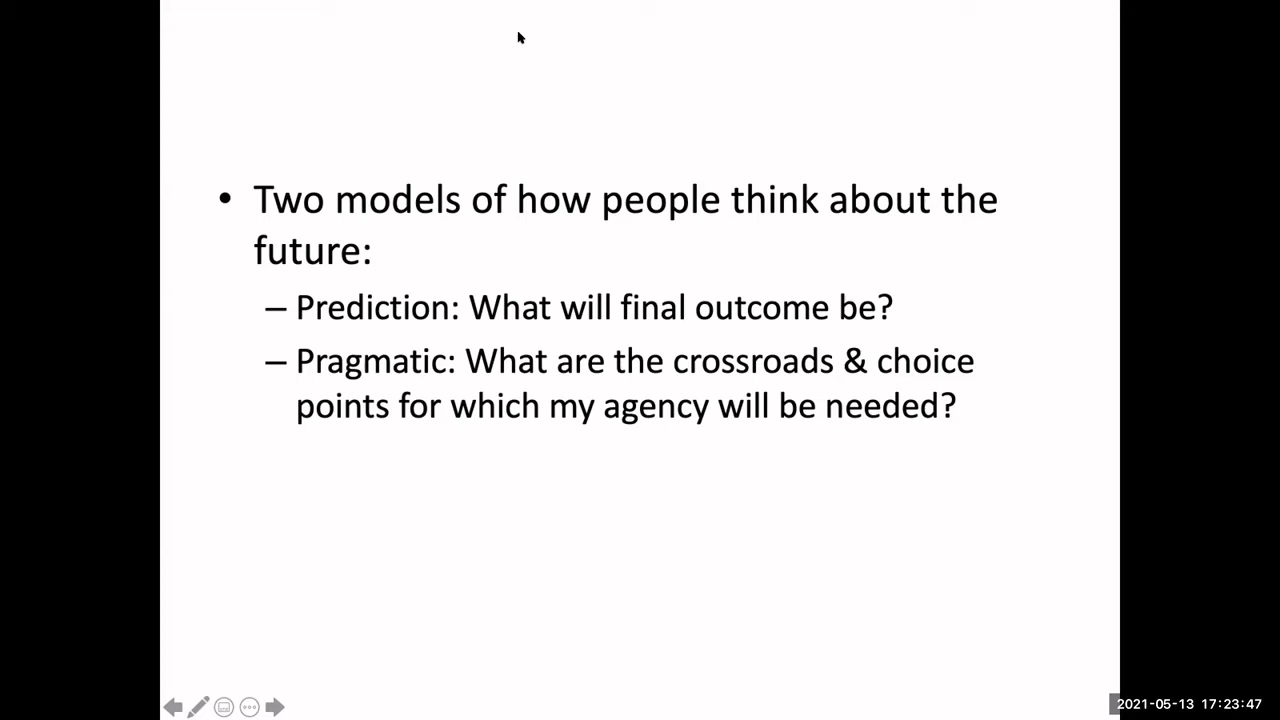 • Two models of how people think about the
future:
– Prediction: What will final outcome be?
– Pragmatic: What are the crossroads & choice
points for which my agency will be needed?
2021-05-13 17:23:47